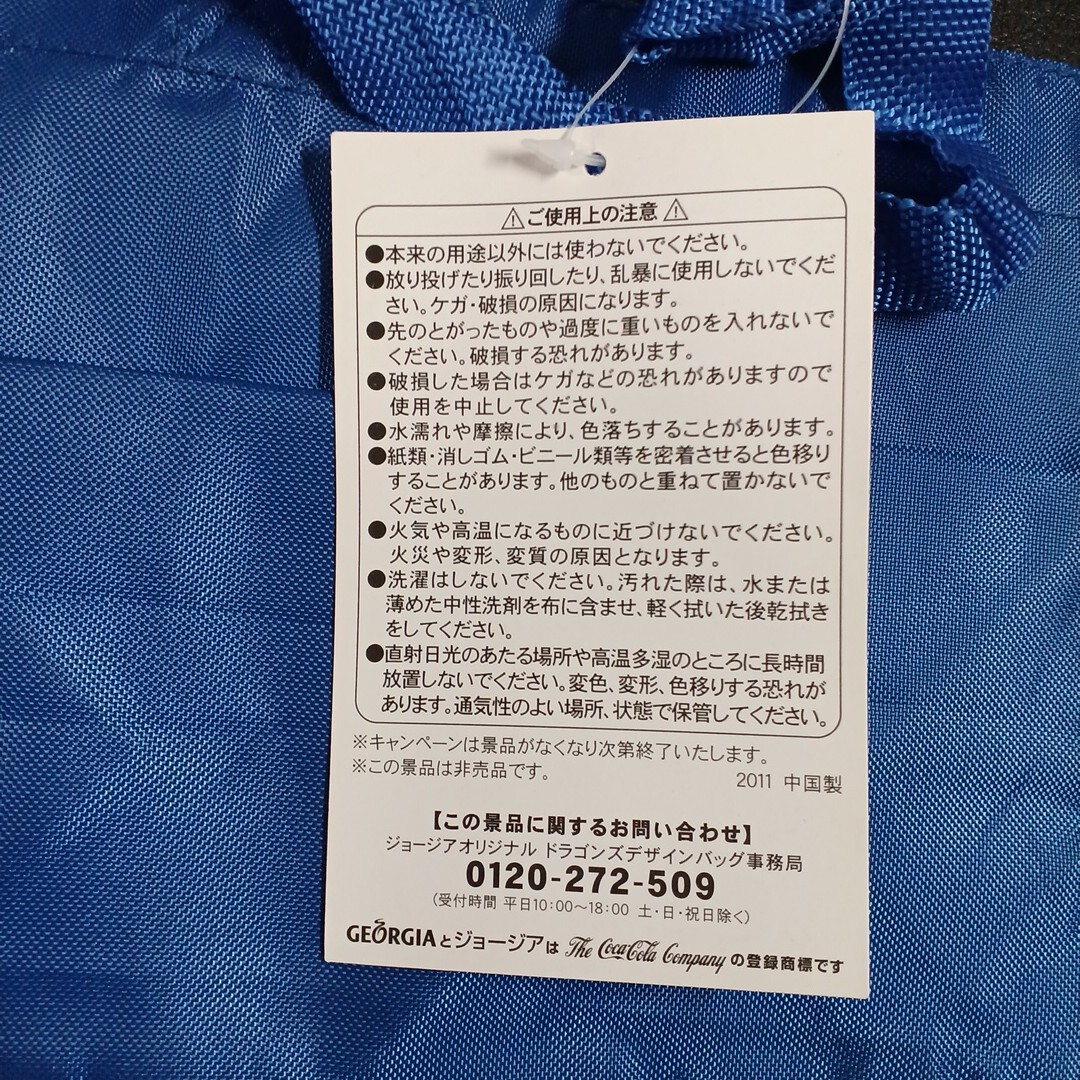 ⚠ご使用上の注意⚠
●本来の用途以外には使わないでください。
●放り投げたり振り回したり、乱暴に使用しないでくだ
さい。ケガ・破損の原因になります。
●先のとがったものや過度に重いものを入れないで
ください。破損する恐れがあります。
●破損した場合はケガなどの恐れがありますので
使用を中止してください。
●水濡れや摩擦により、色落ちすることがあります。
●紙類・消しゴム・ビニール類等を密着させると色移り
することがあります。他のものと重ねて置かないで
ください。
●火気や高温になるものに近づけないでください。
火災や変形、変質の原因となります。
●洗濯はしないでください。汚れた際は、水または
薄めた中性洗剤を布に含ませ、軽く拭いた後乾拭き
をしてください。
●直射日光のあたる場所や高温多湿のところに長時間
放置しないでください。変色、変形、色移りする恐れが
あります。通気性のよい場所、状態で保管してください。
※キャンペーンは景品がなくなり次第終了いたします。
※この景品は非売品です。 2011 中国製
【この景品に関するお問い合わせ】
ジョージアオリジナル ドラゴンズデザインバッグ事務局
0120-272-509
(受付時間 平日10:00〜18:00 土・日・祝日除く)
GEORGIAとジョージアは The Coca-Cola Company の登録商標です